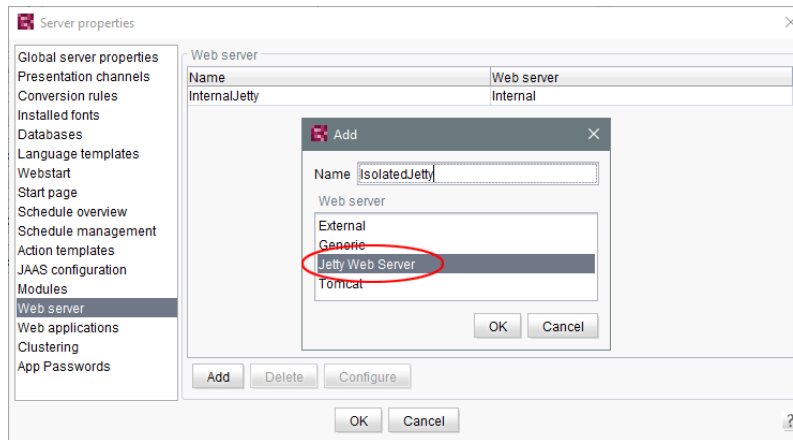 Server properties
Global server properties
Presentation channels
Conversion rules
Installed fonts
Databases
Language templates
Webstart
Start page
Schedule overview
Schedule management
Action templates
JAAS configuration
Modules
Web server
Web applications
Clustering
App Passwords
Web server
Name Web server
InternalJetty Internal
Add
Name IsolatedJetty
Web server
External
Generic
Jetty Web Server
Tomcat
OK Cancel
Add Delete Configure
OK Cancel
?